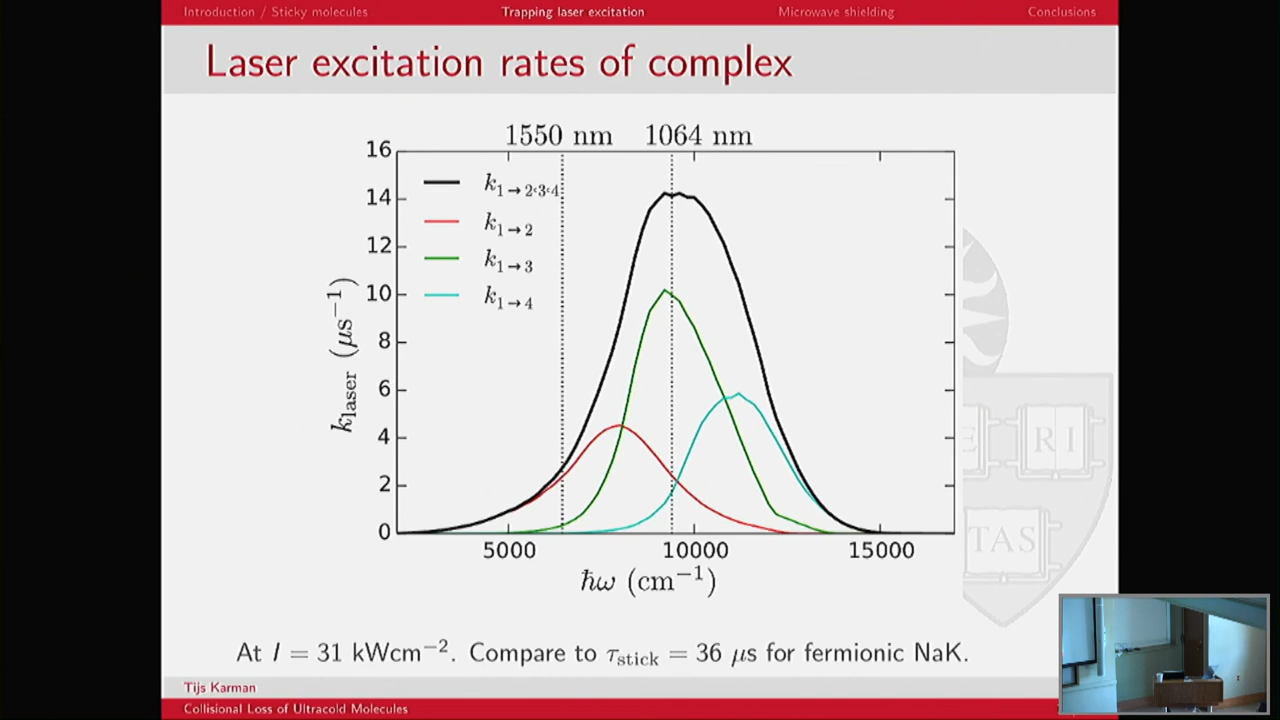 Introduction / Sticky molecules Trapping laser excitation Microwave shielding Conclusions
Laser excitation rates of complex
1550 nm 1064 nm
16
14
12
10
8
6
4
2
0
k_laser (μs⁻¹)
k₁→₂,₃,₄
k₁→₂
k₁→₃
k₁→₄
5000 10000 15000
ħω (cm⁻¹)
RI
TAS
At I = 31 kWcm⁻². Compare to τ_stick = 36 μs for fermionic NaK.
Tijs Karman
Collisional Loss of Ultracold Molecules